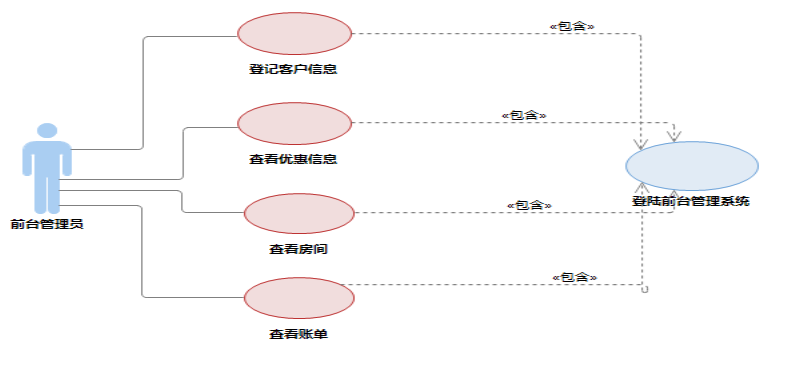 «包含»
登记客户信息
«包含»
查看优惠信息
登陆前台管理系统
«包含»
前台管理员
查看房间
«包含»
查看账单